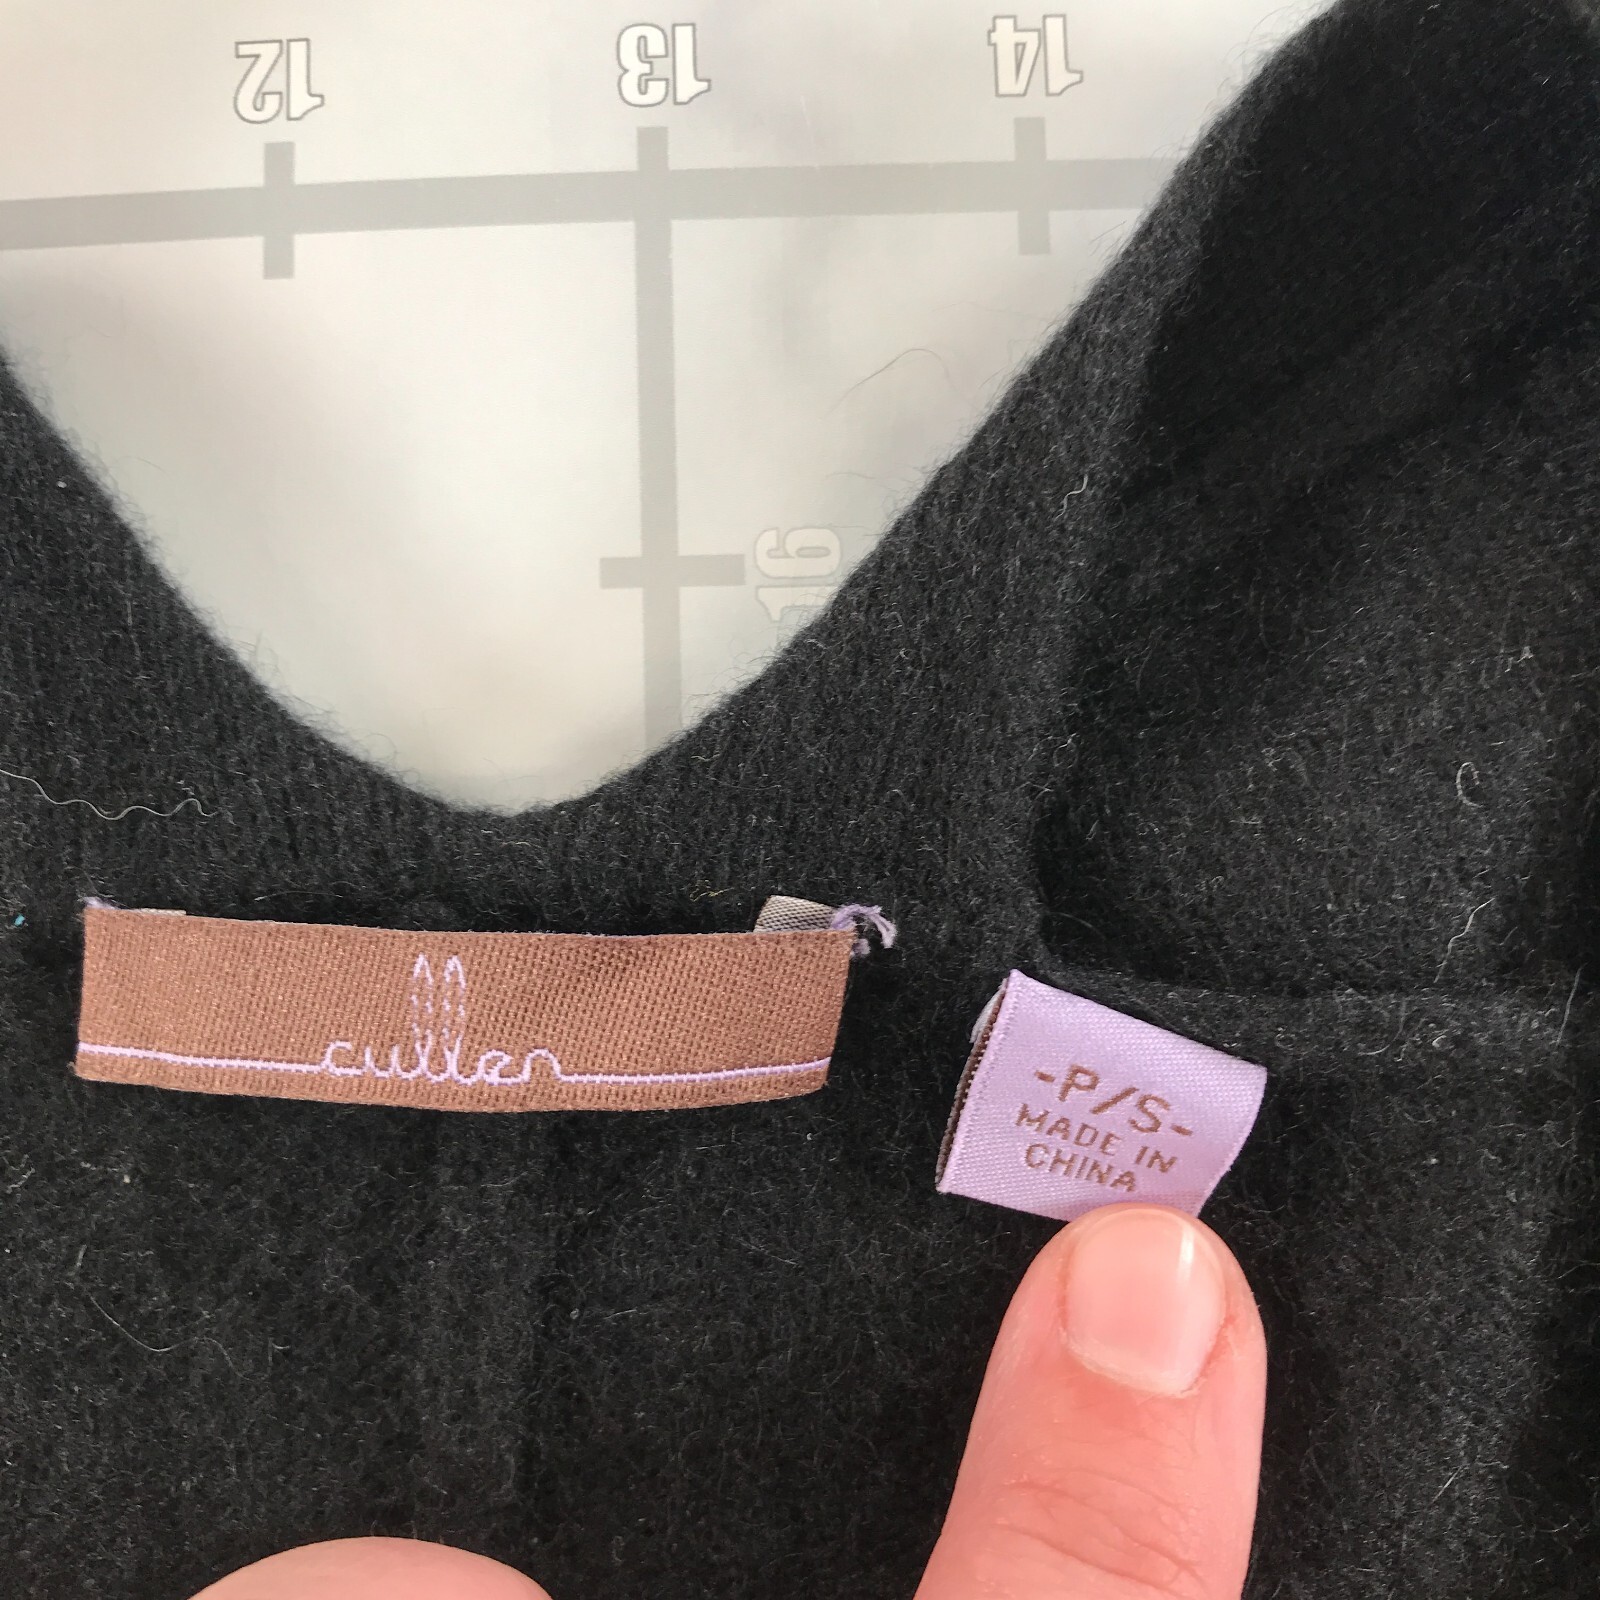 12 13 14
16
cullen
-P/S-
MADE IN
CHINA